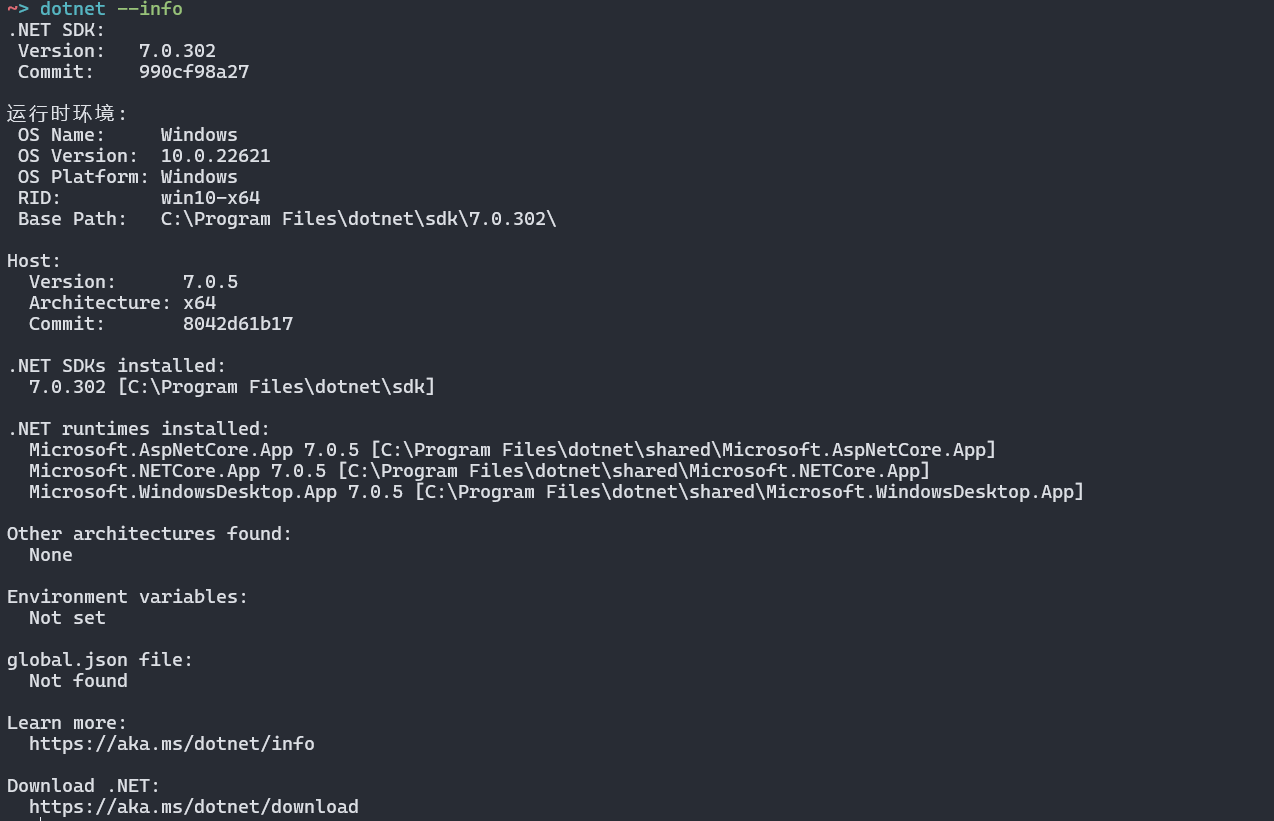 ~> dotnet --info
.NET SDK:
 Version:   7.0.302
 Commit:    990cf98a27

运行时环境:
 OS Name:     Windows
 OS Version:  10.0.22621
 OS Platform: Windows
 RID:         win10-x64
 Base Path:   C:\Program Files\dotnet\sdk\7.0.302\

Host:
  Version:      7.0.5
  Architecture: x64
  Commit:       8042d61b17

.NET SDKs installed:
  7.0.302 [C:\Program Files\dotnet\sdk]

.NET runtimes installed:
  Microsoft.AspNetCore.App 7.0.5 [C:\Program Files\dotnet\shared\Microsoft.AspNetCore.App]
  Microsoft.NETCore.App 7.0.5 [C:\Program Files\dotnet\shared\Microsoft.NETCore.App]
  Microsoft.WindowsDesktop.App 7.0.5 [C:\Program Files\dotnet\shared\Microsoft.WindowsDesktop.App]

Other architectures found:
  None

Environment variables:
  Not set

global.json file:
  Not found

Learn more:
  https://aka.ms/dotnet/info

Download .NET:
  https://aka.ms/dotnet/download